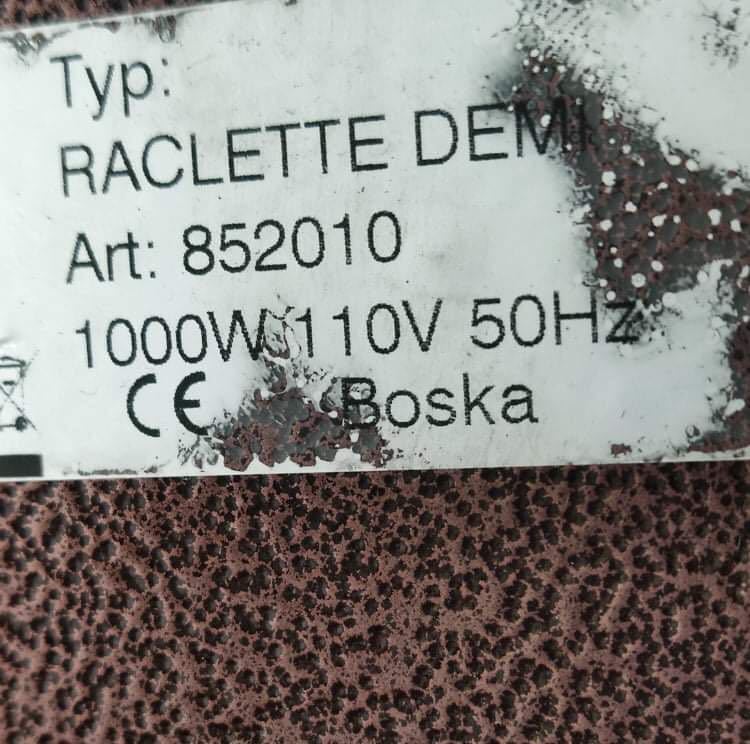 Typ:
RACLETTE DEMI
Art: 852010
1000W 110V 50Hz
CE Boska